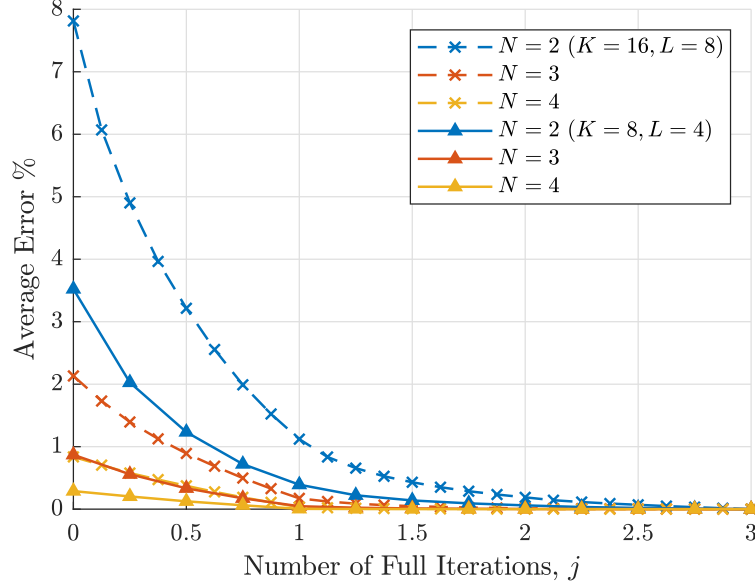 8
7
6
5
4
3
2
1
0
Average Error %
N = 2 (K = 16, L = 8)
N = 3
N = 4
N = 2 (K = 8, L = 4)
N = 3
N = 4
0 0.5 1 1.5 2 2.5 3
Number of Full Iterations, j